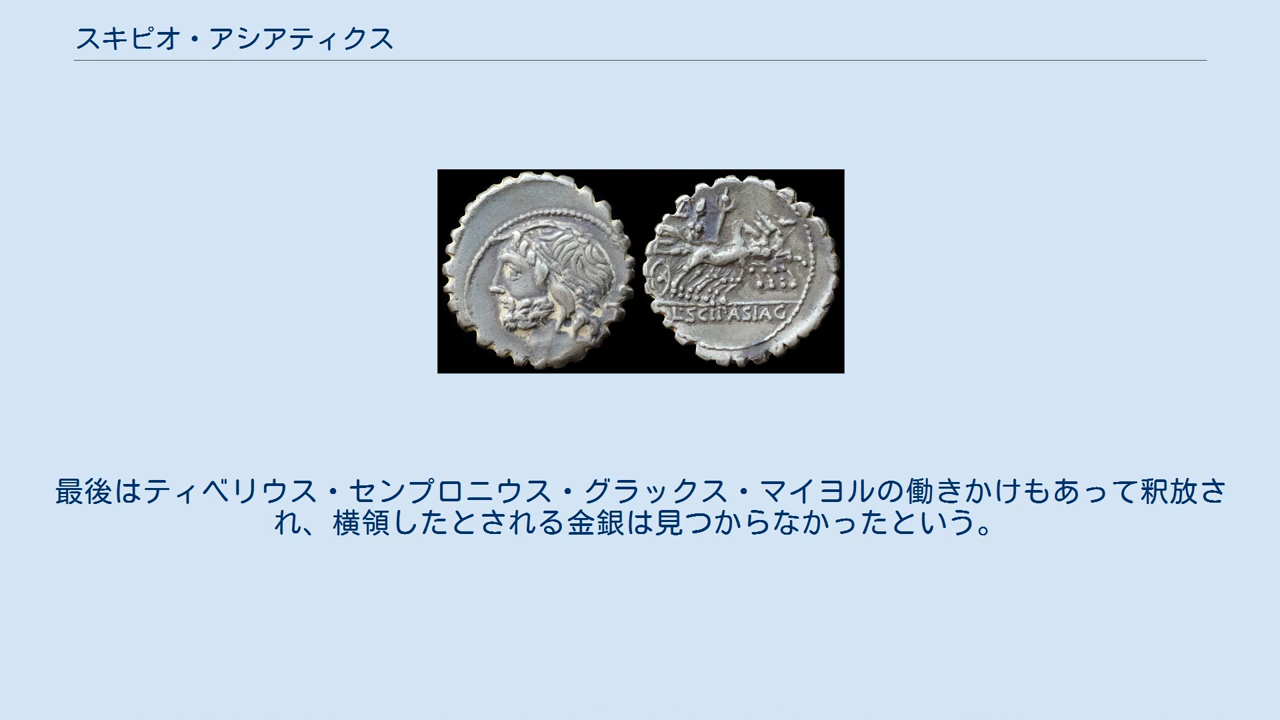 スキピオ・アシアティクス
L·SCIP·ASIAG
最後はティベリウス・センプロニウス・グラックス・マイヨルの働きかけもあって釈放さ
れ、横領したとされる金銀は見つからなかったという。